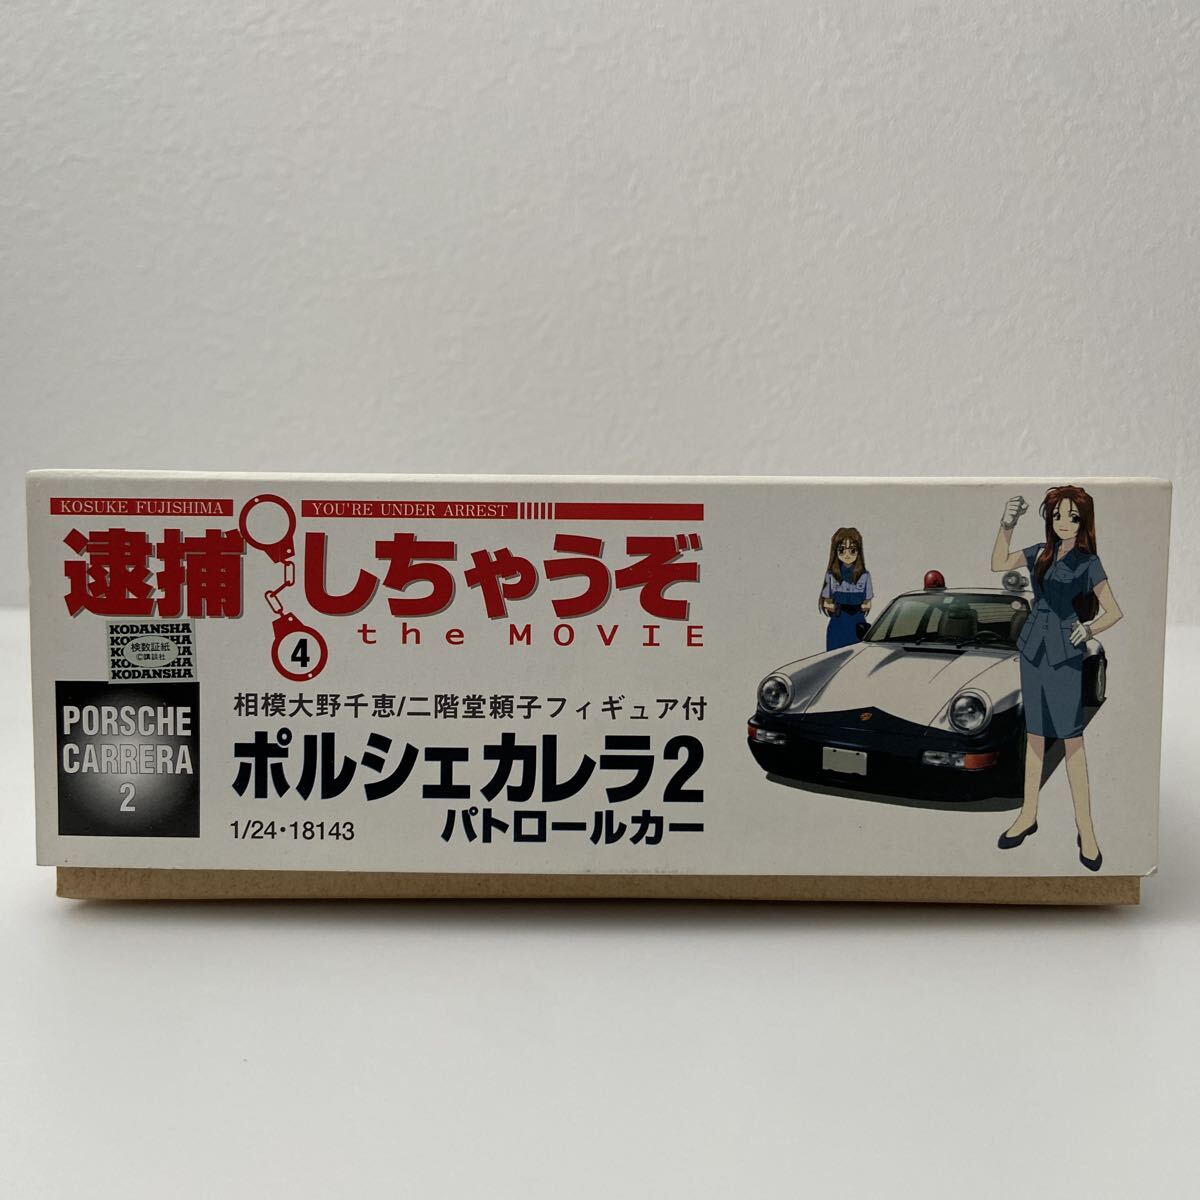 KOSUKE FUJISHIMA
YOU'RE UNDER ARREST
逮捕しちゃうぞ
the MOVIE
4
KODANSHA
KODANSHA
検数証紙
©講談社
KODANSHA
PORSCHE
CARRERA
2
相模大野千恵/二階堂頼子フィギュア付
ポルシェカレラ2
パトロールカー
1/24・18143